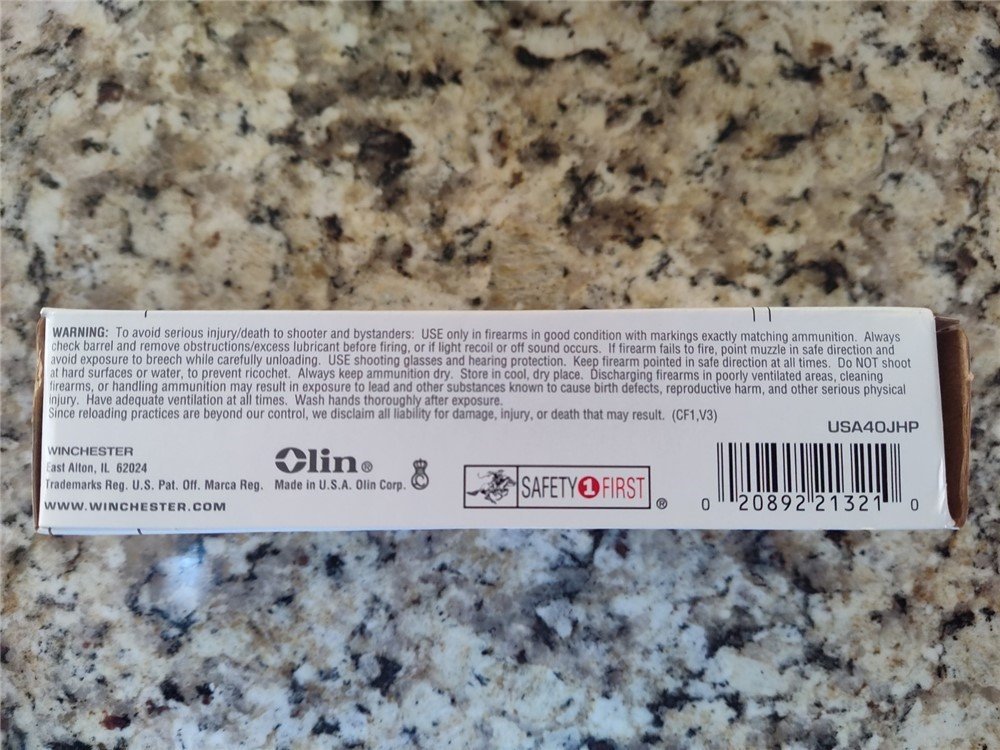 WARNING: To avoid serious injury/death to shooter and bystanders: USE only in firearms in good condition with markings exactly matching ammunition. Always
check barrel and remove obstructions/excess lubricant before firing, or if light recoil or off sound occurs. If firearm fails to fire, point muzzle in safe direction and
avoid exposure to breech while carefully unloading. USE shooting glasses and hearing protection. Keep firearm pointed in safe direction at all times. Do NOT shoot
at hard surfaces or water, to prevent ricochet. Always keep ammunition dry. Store in cool, dry place. Discharging firearms in poorly ventilated areas, cleaning
firearms, or handling ammunition may result in exposure to lead and other substances known to cause birth defects, reproductive harm, and other serious physical
injury. Have adequate ventilation at all times. Wash hands thoroughly after exposure.
Since reloading practices are beyond our control, we disclaim all liability for damage, injury, or death that may result. (CF1,V3)
USA40JHP
WINCHESTER
East Alton, IL 62024
Trademarks Reg. U.S. Pat. Off. Marca Reg.
WWW.WINCHESTER.COM
Olin®
Made in U.S.A. Olin Corp.
SAFETY 1 FIRST ®
0 20892 21321 0